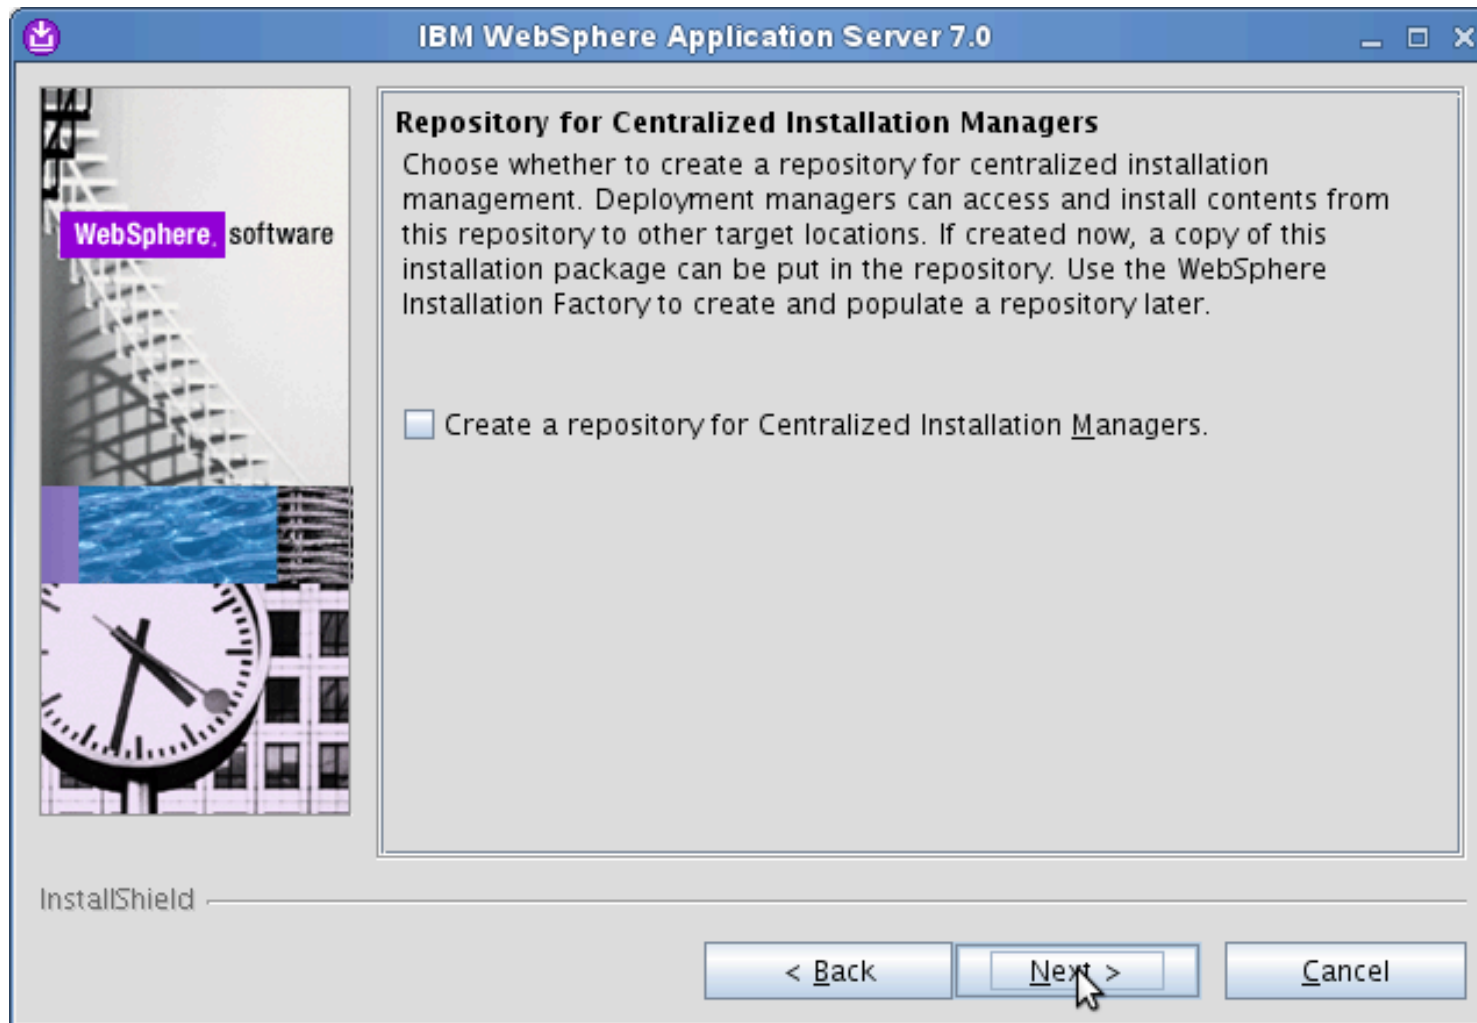 IBM WebSphere Application Server 7.0
WebSphere. software
Repository for Centralized Installation Managers
Choose whether to create a repository for centralized installation
management. Deployment managers can access and install contents from
this repository to other target locations. If created now, a copy of this
installation package can be put in the repository. Use the WebSphere
Installation Factory to create and populate a repository later.
Create a repository for Centralized Installation Managers.
InstallShield
< Back
Next >
Cancel